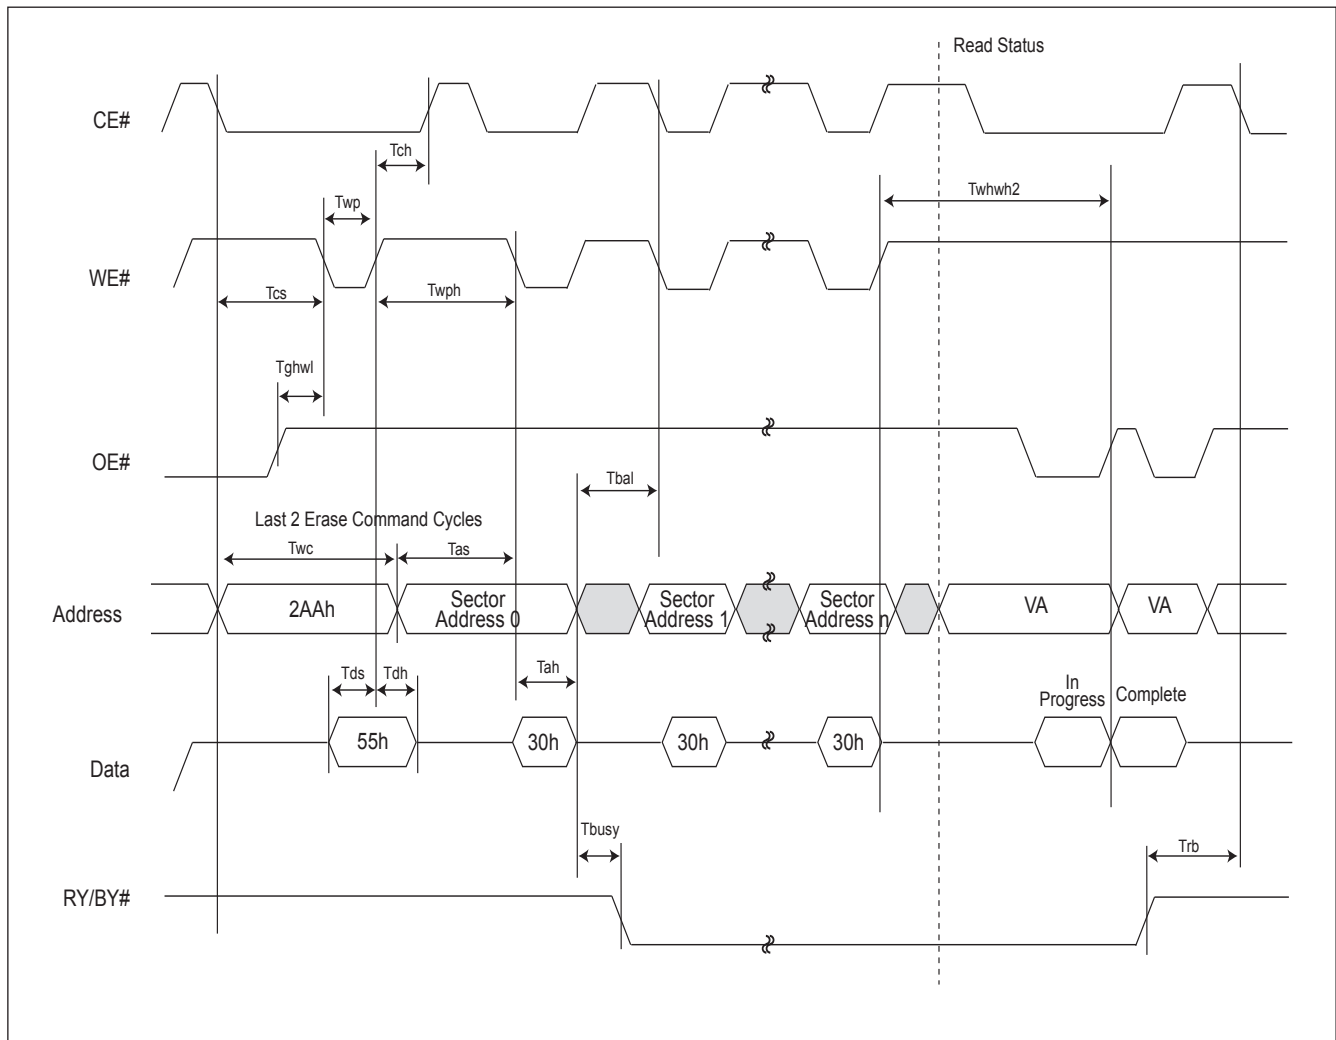 Read Status
CE#
Tch
Twhwh2
Twp
WE#
Tcs
Twph
Tghwl
OE#
Tbal
Last 2 Erase Command Cycles
Twc
Tas
Address
2AAh
Sector
Address 0
Sector
Address 1
Sector
Address n
VA
VA
Tds
Tdh
Tah
In
Progress
Complete
Data
55h
30h
30h
30h
Tbusy
Trb
RY/BY#